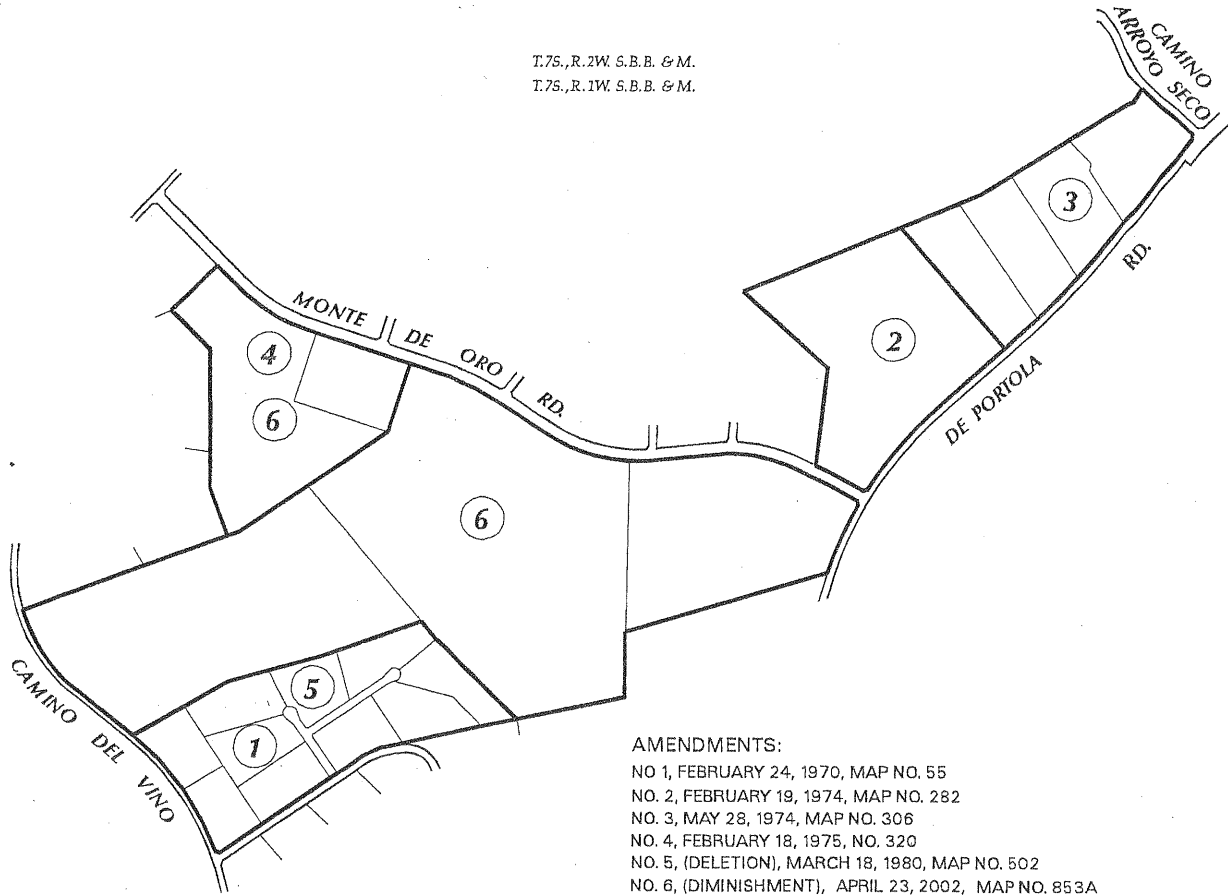 T.7S.,R.2W. S.B.B. & M.
T.7S.,R.1W. S.B.B. & M.
CAMINO
ARROYO SECO
3
RD.
2
DE PORTOLA
MONTE DE ORO RD.
4
6
6
5
1
CAMINO DEL VINO
AMENDMENTS:
NO 1, FEBRUARY 24, 1970, MAP NO. 55
NO. 2, FEBRUARY 19, 1974, MAP NO. 282
NO. 3, MAY 28, 1974, MAP NO. 306
NO. 4, FEBRUARY 18, 1975, NO. 320
NO. 5, (DELETION), MARCH 18, 1980, MAP NO. 502
NO. 6, (DIMINISHMENT), APRIL 23, 2002, MAP NO. 853A